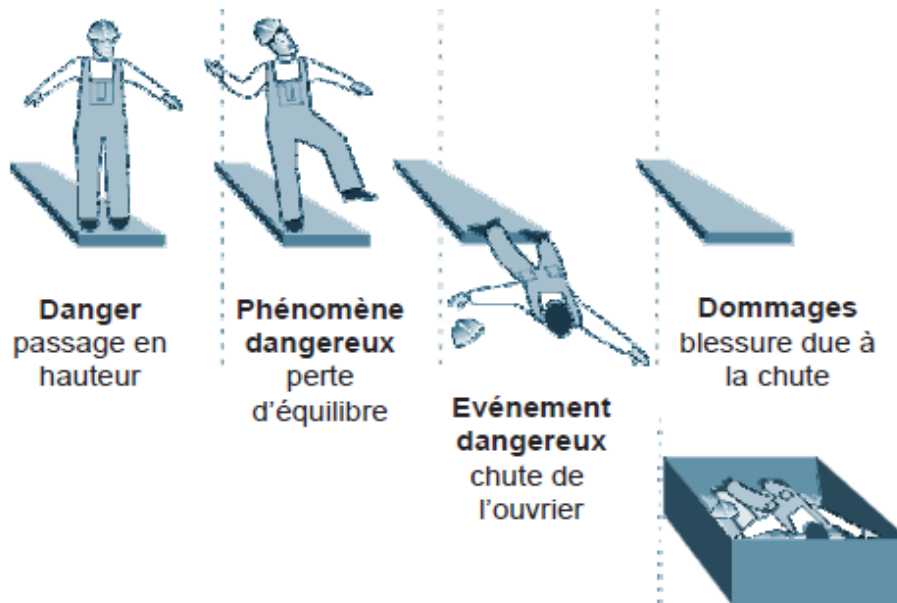 Danger
passage en
hauteur
Phénomène
dangereux
perte
d'équilibre
Evénement
dangereux
chute de
l'ouvrier
Dommages
blessure due à
la chute